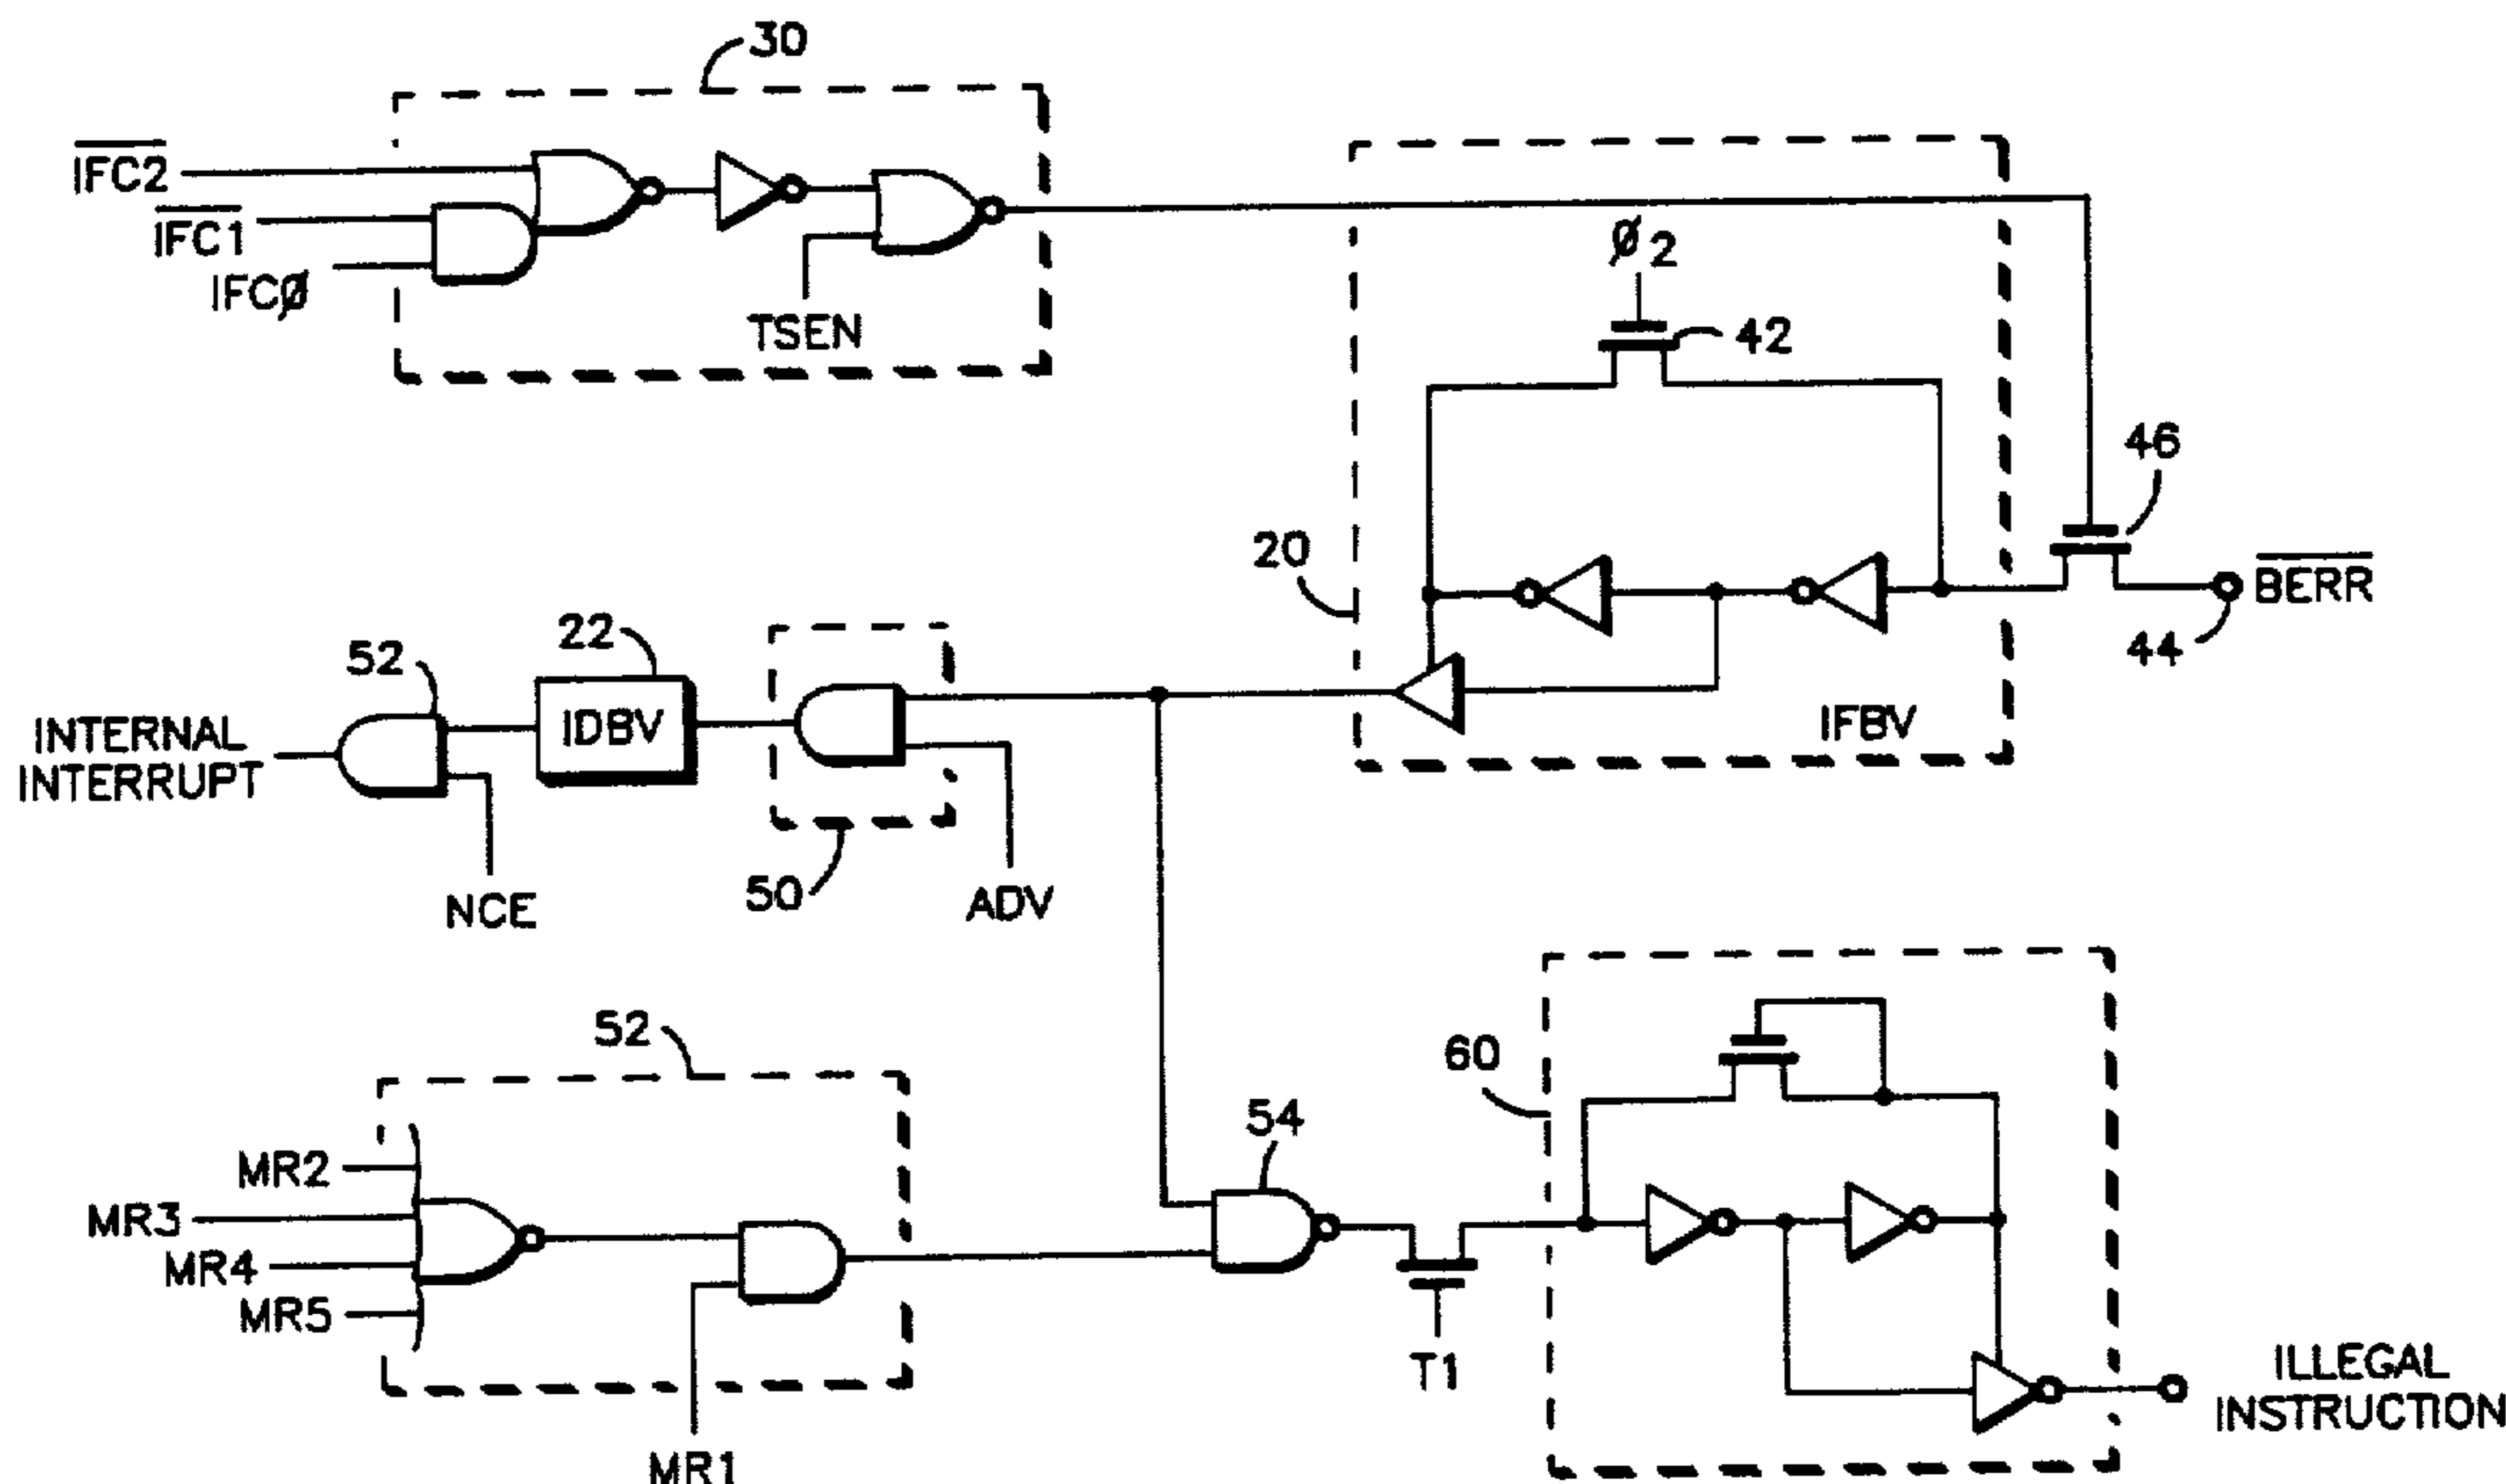 30
IFC2
IFC1
IFCØ
TSEN
Ø2
42
46
20
BERR
44
22
52
IDBV
INTERNAL
INTERRUPT
IFBV
50
NCE
ADV
52
60
54
MR2
MR3
MR4
MR5
T1
MR1
ILLEGAL
INSTRUCTION